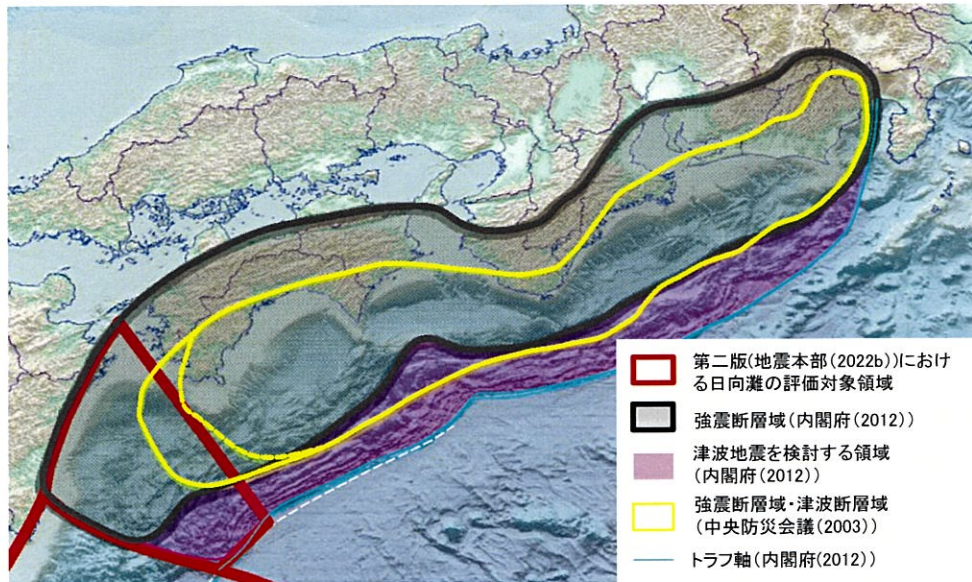 第二版(地震本部(2022b))におけ
る日向灘の評価対象領域
強震断層域(内閣府(2012))
津波地震を検討する領域
(内閣府(2012))
強震断層域・津波断層域
(中央防災会議(2003))
トラフ軸(内閣府(2012))